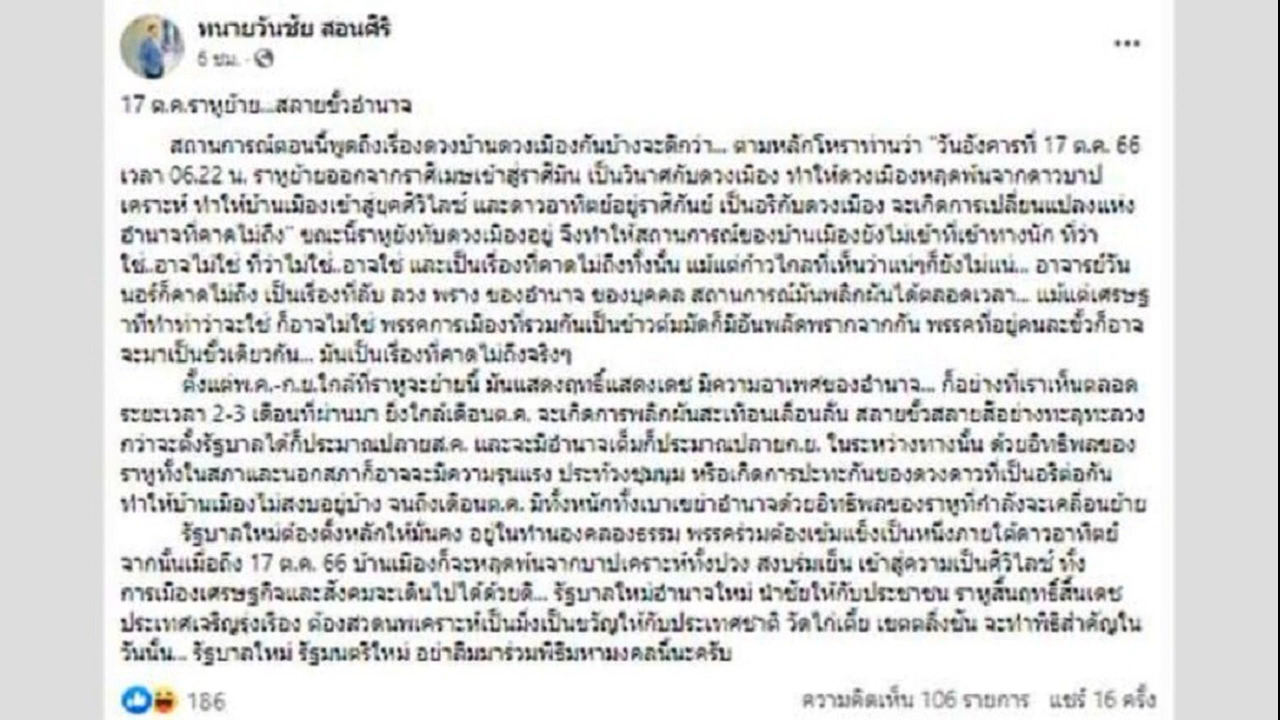 ทนายวันชัย สอนศิริ
6 ชม. ·
17 ต.ค.ราหูย้าย...สลายขั้วอำนาจ
สถานการณ์ตอนนี้พูดถึงเรื่องดวงบ้านดวงเมืองกันบ้างจะดีกว่า... ตามหลักโหราท่านว่า "วันอังคารที่ 17 ต.ค. 66
เวลา 06.22 น. ราหูย้ายออกจากราศีเมษเข้าสู่ราศีมีน เป็นวินาศกับดวงเมือง ทำให้ดวงเมืองหลุดพ้นจากดาวบาป
เคราะห์ ทำให้บ้านเมืองเข้าสู่ยุคศิวิไลซ์ และดาวอาทิตย์อยู่ราศีกันย์ เป็นอริกับดวงเมือง จะเกิดการเปลี่ยนแปลงแห่ง
อำนาจที่คาดไม่ถึง" ขณะนี้ราหูยังทับดวงเมืองอยู่ จึงทำให้สถานการณ์ของบ้านเมืองยังไม่เข้าที่เข้าทางนัก ที่ว่า
ใช่..อาจไม่ใช่ ที่ว่าไม่ใช่..อาจใช่ และเป็นเรื่องที่คาดไม่ถึงทั้งนั้น แม้แต่ก้าวไกลที่เห็นว่าแน่ๆก็ยังไม่แน่... อาจารย์วัน
นอร์ก็คาดไม่ถึง เป็นเรื่องที่ลับ ลวง พราง ของอำนาจ ของบุคคล สถานการณ์มันพลิกผันได้ตลอดเวลา... แม้แต่เศรษฐ
าที่ทำท่าว่าจะใช่ ก็อาจไม่ใช่ พรรคการเมืองที่รวมกันเป็นข้าวต้มมัดก็มีอันพลัดพรากจากกัน พรรคที่อยู่คนละขั้วก็อาจ
จะมาเป็นขั้วเดียวกัน... มันเป็นเรื่องที่คาดไม่ถึงจริงๆ
ตั้งแต่พ.ค.-ก.ย.ใกล้ที่ราหูจะย้ายนี้ มันแสดงฤทธิ์แสดงเดช มีความอาเพศของอำนาจ... ก็อย่างที่เราเห็นตลอด
ระยะเวลา 2-3 เดือนที่ผ่านมา ยิ่งใกล้เดือนต.ค. จะเกิดการพลิกผันสะเทือนเลือนลั่น สลายขั้วสลายสีอย่างทะลุทะลวง
กว่าจะตั้งรัฐบาลได้ก็ประมาณปลายส.ค. และจะมีอำนาจเต็มก็ประมาณปลายก.ย. ในระหว่างทางนั้น ด้วยอิทธิพลของ
ราหูทั้งในสภาและนอกสภาก็อาจจะมีความรุนแรง ประท้วงชุมนุม หรือเกิดการปะทะกันของดวงดาวที่เป็นอริต่อกัน
ทำให้บ้านเมืองไม่สงบอยู่บ้าง จนถึงเดือนต.ค. มีทั้งหนักทั้งเบาเขย่าอำนาจด้วยอิทธิพลของราหูที่กำลังจะเคลื่อนย้าย
รัฐบาลใหม่ต้องตั้งหลักให้มั่นคง อยู่ในทำนองคลองธรรม พรรคร่วมต้องเข้มแข็งเป็นหนึ่งภายใต้ดาวอาทิตย์
จากนั้นเมื่อถึง 17 ต.ค. 66 บ้านเมืองก็จะหลุดพ้นจากบาปเคราะห์ทั้งปวง สงบร่มเย็น เข้าสู่ความเป็นศิวิไลซ์ ทั้ง
การเมืองเศรษฐกิจและสังคมจะเดินไปได้ด้วยดี... รัฐบาลใหม่อำนาจใหม่ นำชัยให้กับประชาชน ราหูสิ้นฤทธิ์สิ้นเดช
ประเทศเจริญรุ่งเรือง ต้องสวดนพเคราะห์เป็นมิ่งเป็นขวัญให้กับประเทศชาติ วัดไก่เตี้ย เขตตลิ่งชัน จะทำพิธีสำคัญใน
วันนั้น... รัฐบาลใหม่ รัฐมนตรีใหม่ อย่าลืมมาร่วมพิธีมหามงคลนี้นะครับ
186 ความคิดเห็น 106 รายการ แชร์ 16 ครั้ง